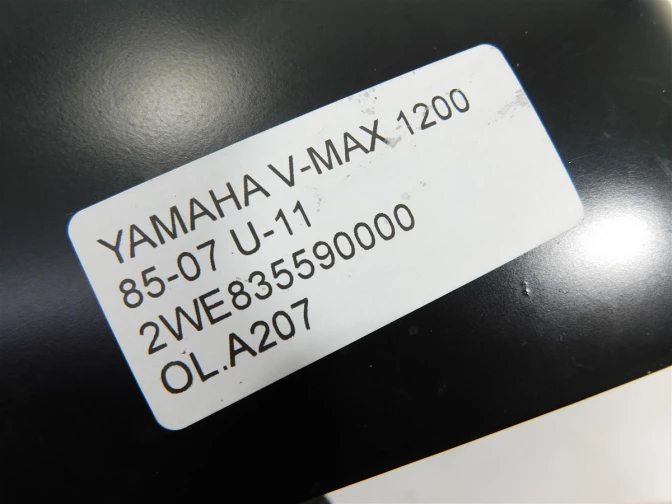 YAMAHA V-MAX 1200
85-07 U-11
2WE835590000
OL.A207